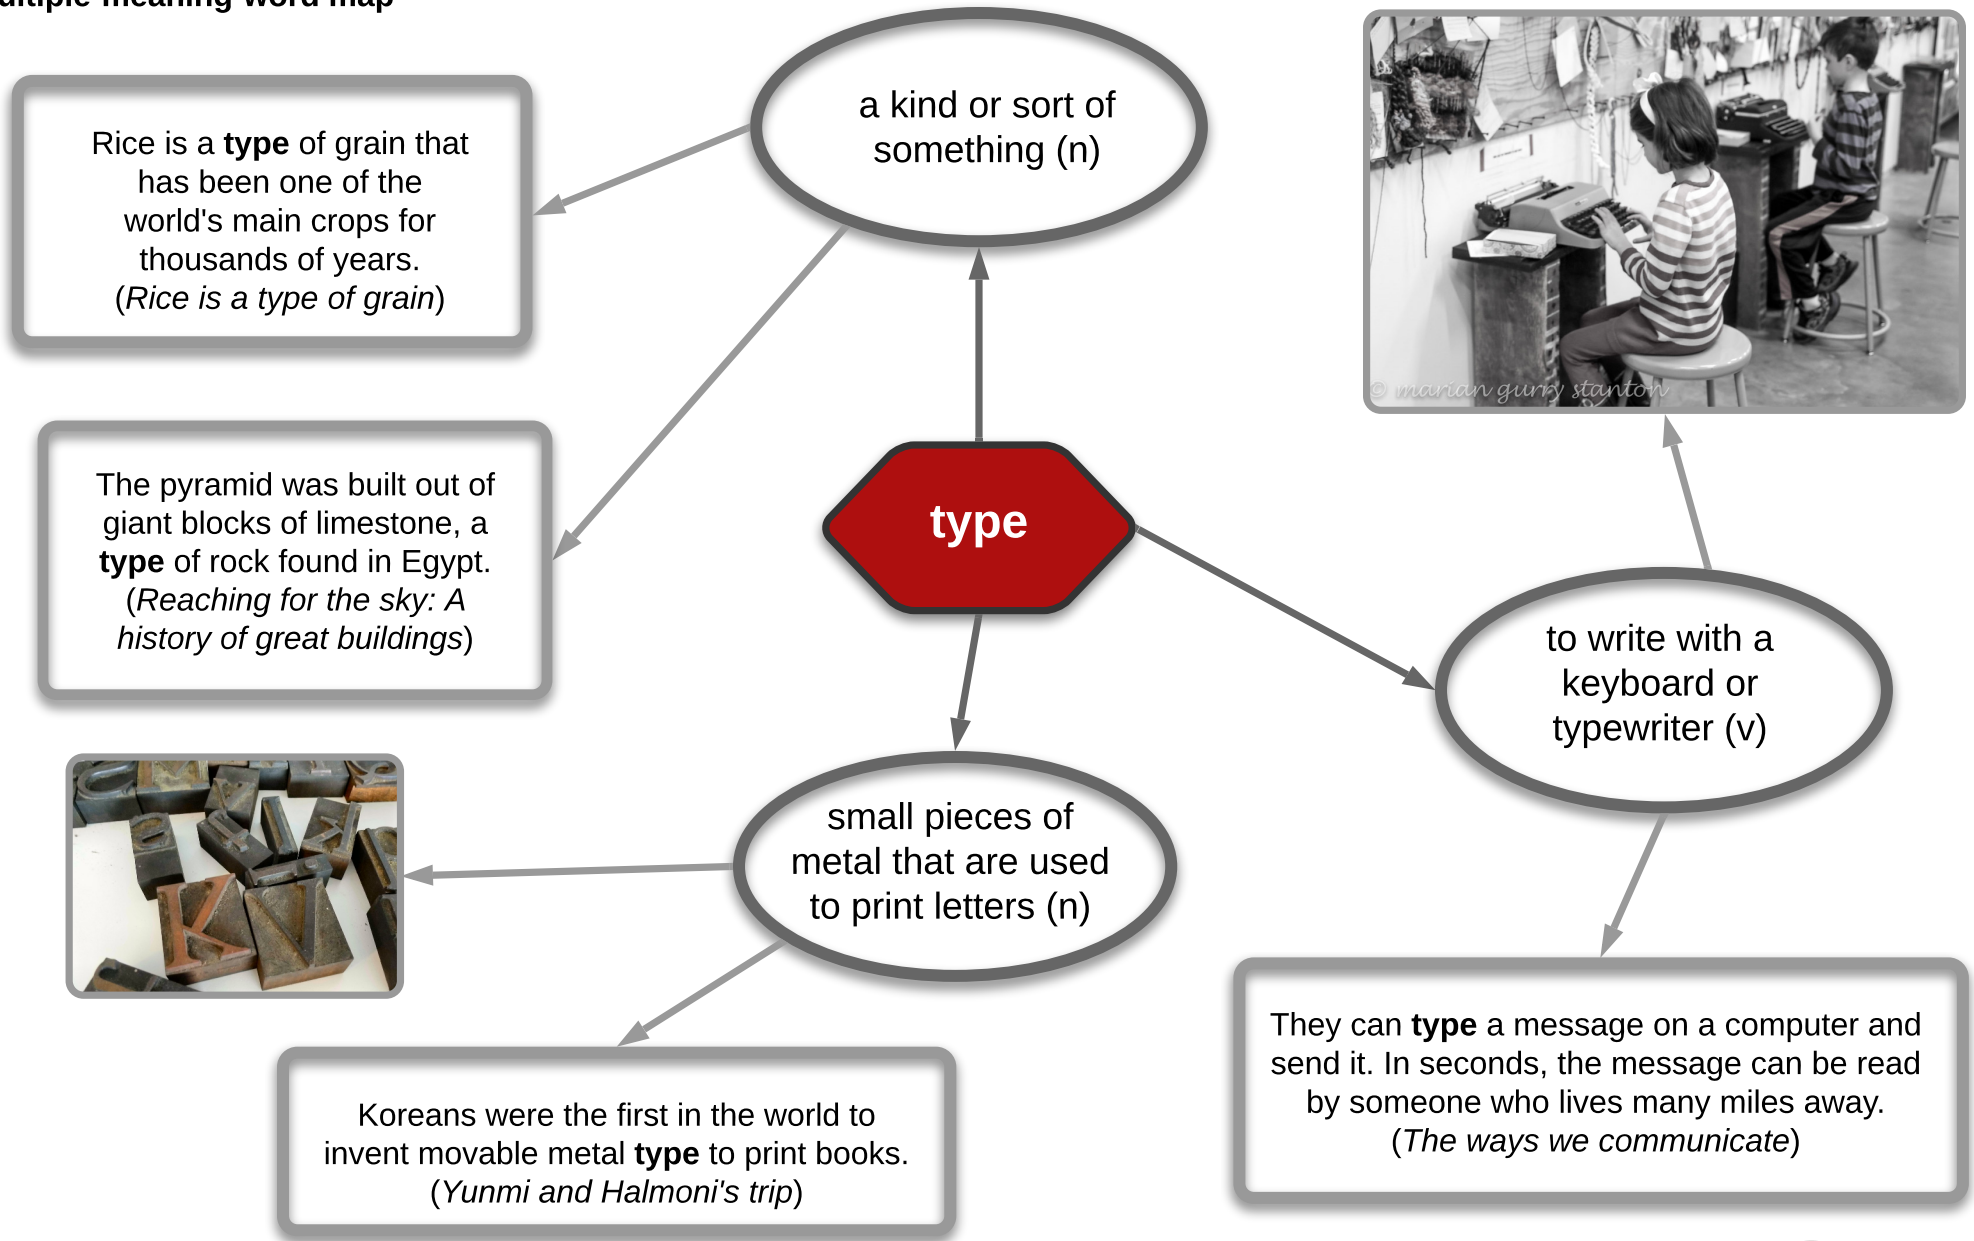 multiple-meaning word map
a kind or sort of
something (n)
Rice is a type of grain that
has been one of the
world's main crops for
thousands of years.
(Rice is a type of grain)
The pyramid was built out of
giant blocks of limestone, a
type of rock found in Egypt.
(Reaching for the sky: A
history of great buildings)
type
© marian gurry stanton
to write with a
keyboard or
typewriter (v)
small pieces of
metal that are used
to print letters (n)
K
They can type a message on a computer and
send it. In seconds, the message can be read
by someone who lives many miles away.
(The ways we communicate)
Koreans were the first in the world to
invent movable metal type to print books.
(Yunmi and Halmoni's trip)